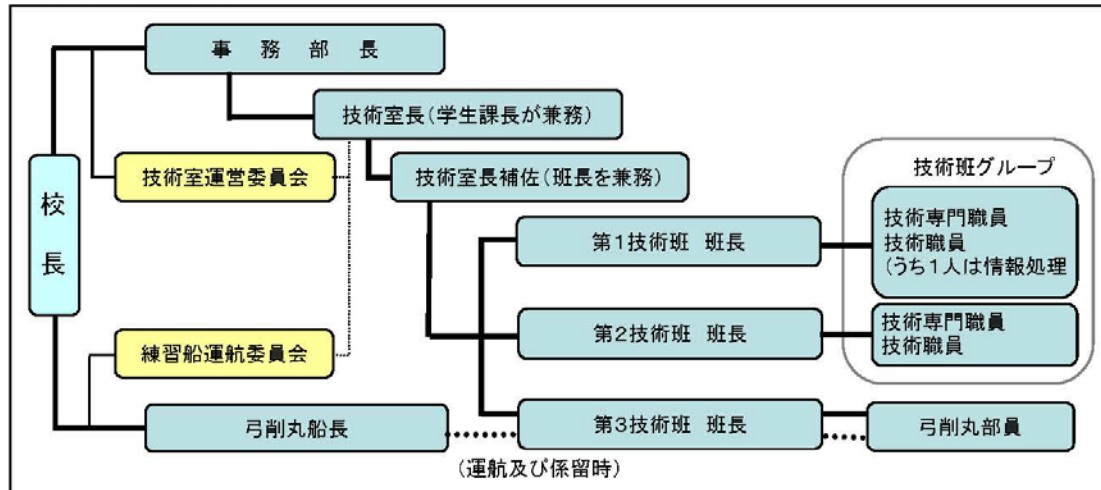 事 務 部 長
技術室長(学生課長が兼務)
技術室運営委員会
技術室長補佐(班長を兼務)
技術班グループ
校
長
第1技術班 班長
技術専門職員
技術職員
(うち1人は情報処理
第2技術班 班長
技術専門職員
技術職員
練習船運航委員会
弓削丸船長
第3技術班 班長
弓削丸部員
(運航及び係留時)